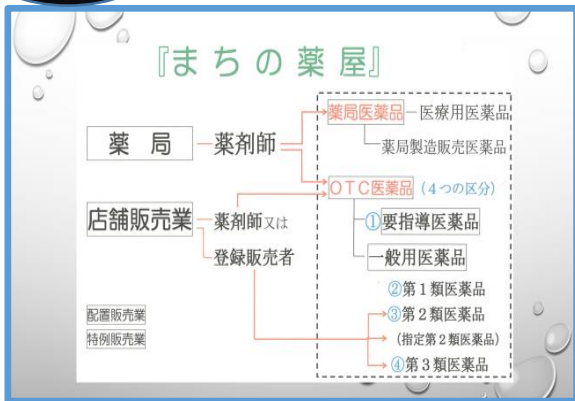 『まちの薬屋』
薬局医薬品－医療用医薬品
薬局 薬剤師
薬局製造販売医薬品
OTC医薬品（4つの区分）
店舗販売業 薬剤師又は
①要指導医薬品
登録販売者
一般用医薬品
②第1類医薬品
配置販売業 ③第2類医薬品
特例販売業 (指定第2類医薬品)
④第3類医薬品